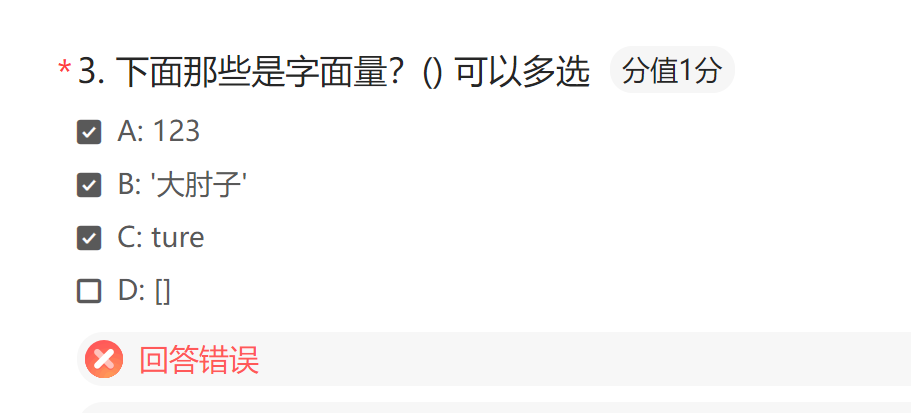 * 3. 下面那些是字面量？() 可以多选 分值1分
A: 123
B: '大肘子'
C: ture
D: []
回答错误